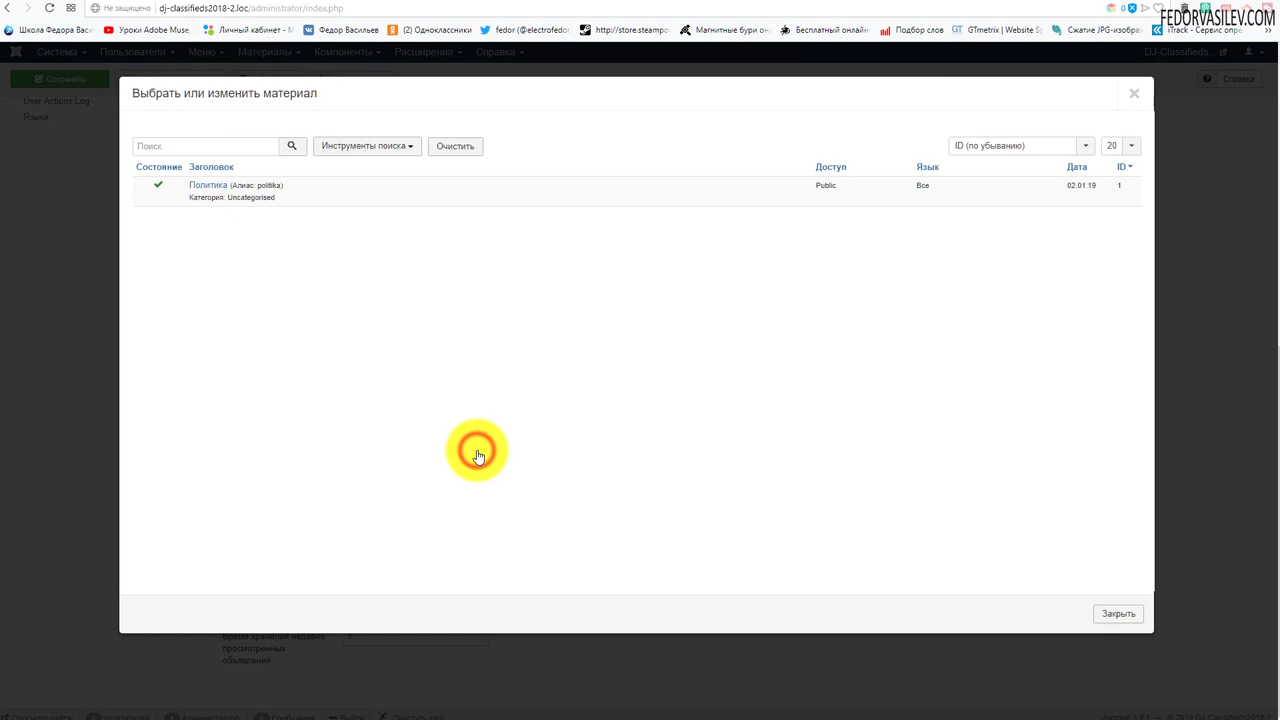 FEDORVASILEV.COM
Не защищено
dj-classifieds2018-2.loc/administrator/index.php
0
Школа Федора Васи
Уроки Adobe Muse,
Личный кабинет - М
Федор Васильев
(2) Одноклассники
fedor (@electrofedo
http://store.steampo
Магнитные бури он
Бесплатный онлайн
Подбор слов
GTmetrix | Website Sp
Сжатие JPG-изобра
iTrack - Сервис опре
Система
Пользователи
Меню
Материалы
Компоненты
Расширения
Справка
DJ-Classifieds...
Сохранить
Справка
User Actions Log
Языки
Выбрать или изменить материал
×
Поиск
Инструменты поиска
Очистить
ID (по убыванию)
20
Состояние
Заголовок
Доступ
Язык
Дата
ID
Политика (Алиас: politika)
Public
Все
02.01.19
1
Категория: Uncategorised
Закрыть
Время хранения недавно
просмотренных
объявлений